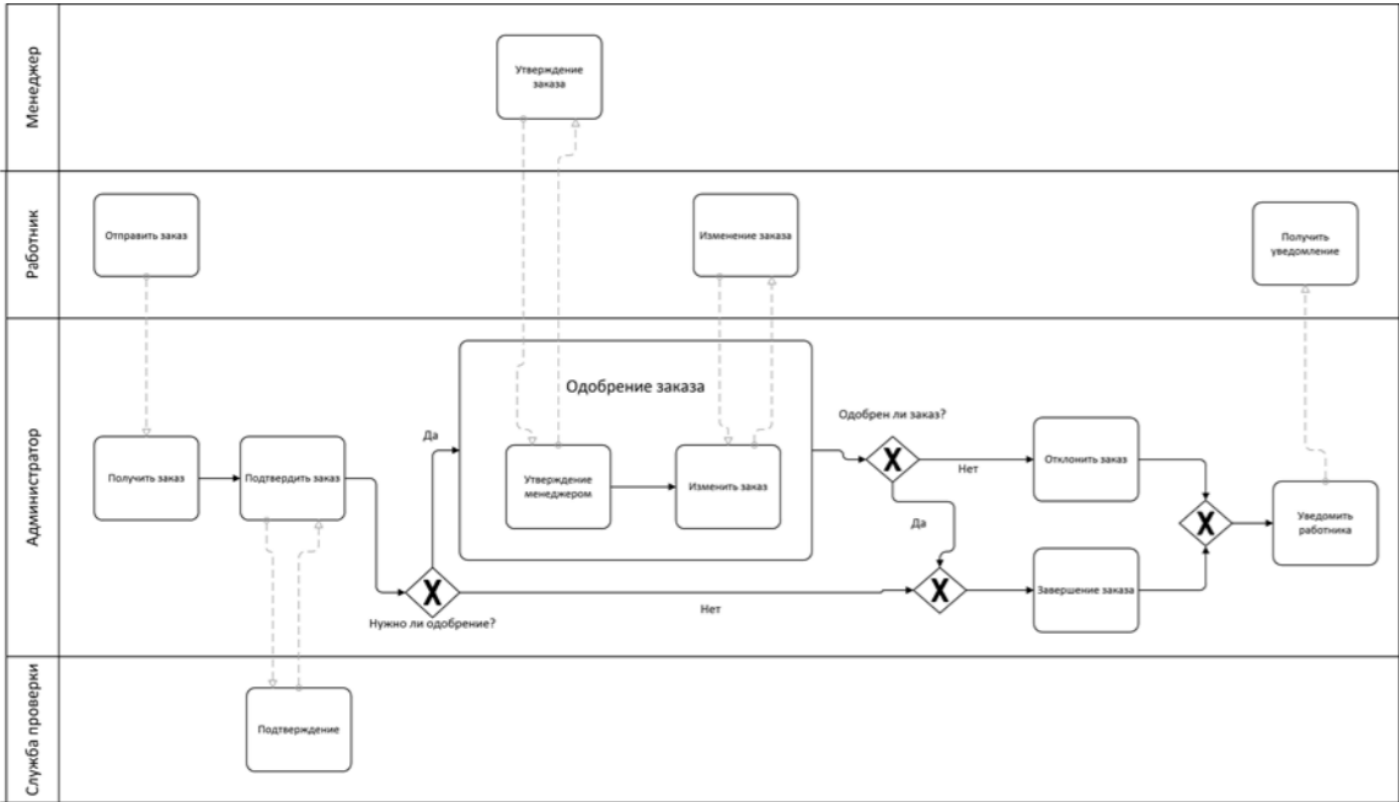 Менеджер
Утверждение
заказа
Работник
Отправить заказ
Изменение заказа
Получить
уведомление
Администратор
Одобрение заказа
Одобрен ли заказ?
Да
Получить заказ
Подтвердить заказ
Утверждение
менеджером
Изменить заказ
Нет
Отклонить заказ
Да
Уведомить
работника
Завершение заказа
Нет
Нужно ли одобрение?
Служба проверки
Подтверждение